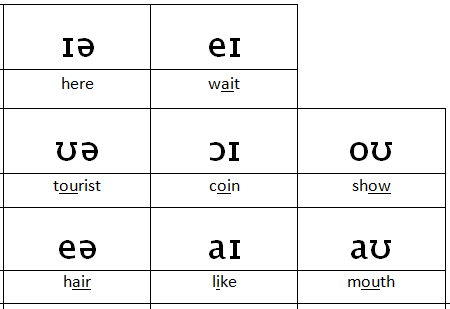 ɪə eɪ
here wait
ʊə ɔɪ oʊ
tourist coin show
eə aɪ aʊ
hair like mouth